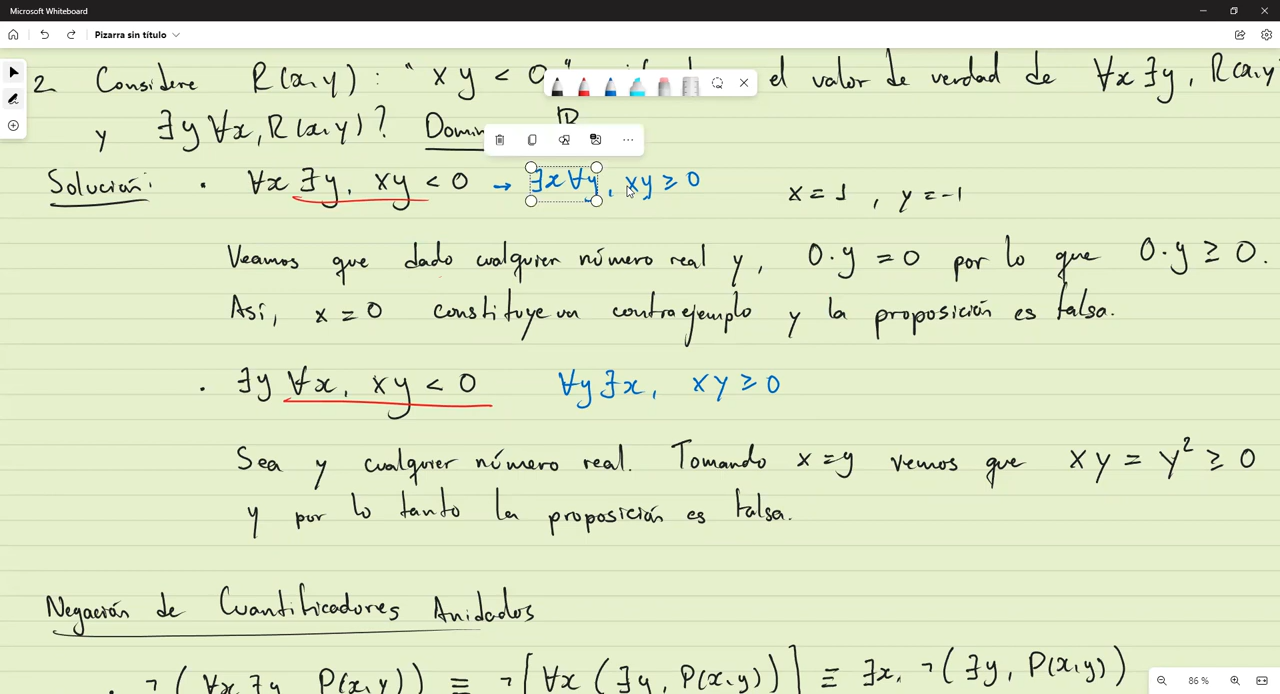 Microsoft Whiteboard
Pizarra sin título
2. Considere R(x,y): "xy < 0" el valor de verdad de ∀x ∃y, R(x,y
y ∃y ∀x, R(x,y)? Domin ℝ
Solución: · ∀x ∃y, xy < 0 → ∃x ∀y, xy ≥ 0
x = 1 , y = -1
Veamos que dado cualquier número real y, 0·y = 0 por lo que 0·y ≥ 0.
Así, x = 0 constituye un contraejemplo y la proposición es falsa.
· ∃y ∀x, xy < 0 ∀y ∃x, xy ≥ 0
Sea y cualquier número real. Tomando x = y vemos que xy = y² ≥ 0
y por lo tanto la proposición es falsa.
Negación de Cuantificadores Anidados
· ¬(∀x ∃y P(x,y)) ≡ ¬[∀x (∃y, P(x,y))] ≡ ∃x, ¬(∃y, P(x,y))
86 %